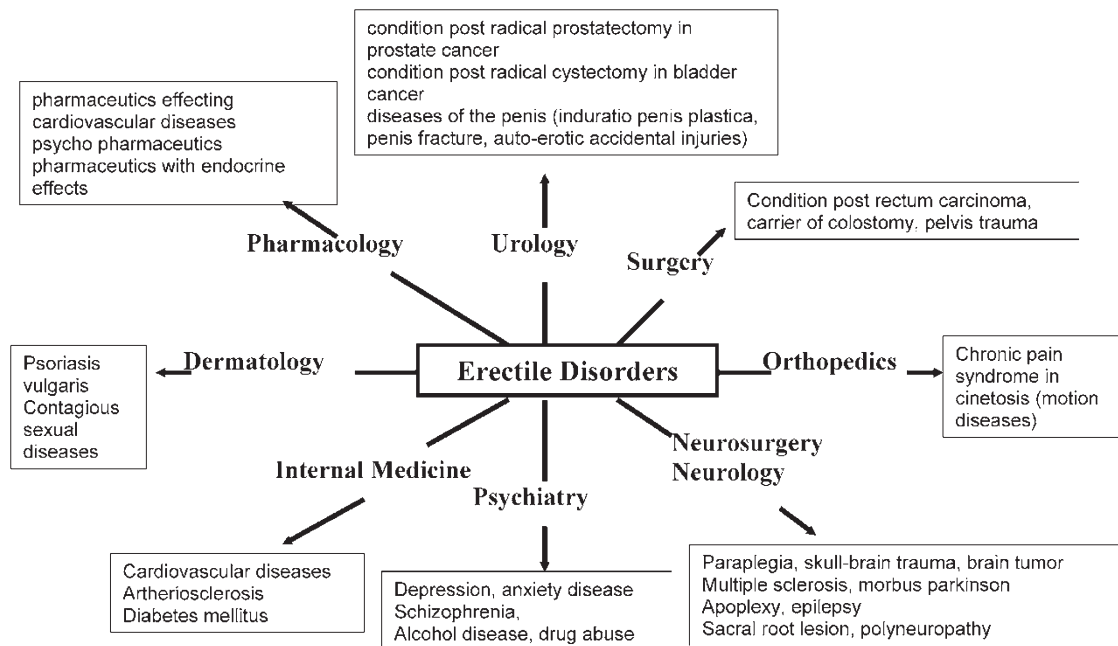 condition post radical prostatectomy in
prostate cancer
condition post radical cystectomy in bladder
cancer
diseases of the penis (induratio penis plastica,
penis fracture, auto-erotic accidental injuries)
pharmaceutics effecting
cardiovascular diseases
psycho pharmaceutics
pharmaceutics with endocrine
effects
Condition post rectum carcinoma,
carrier of colostomy, pelvis trauma
Pharmacology
Urology
Surgery
Psoriasis
vulgaris
Contagious
sexual
diseases
Dermatology
Erectile Disorders
Orthopedics
Chronic pain
syndrome in
cinetosis (motion
diseases)
Internal Medicine
Psychiatry
Neurosurgery
Neurology
Cardiovascular diseases
Artheriosclerosis
Diabetes mellitus
Depression, anxiety disease
Schizophrenia,
Alcohol disease, drug abuse
Paraplegia, skull-brain trauma, brain tumor
Multiple sclerosis, morbus parkinson
Apoplexy, epilepsy
Sacral root lesion, polyneuropathy